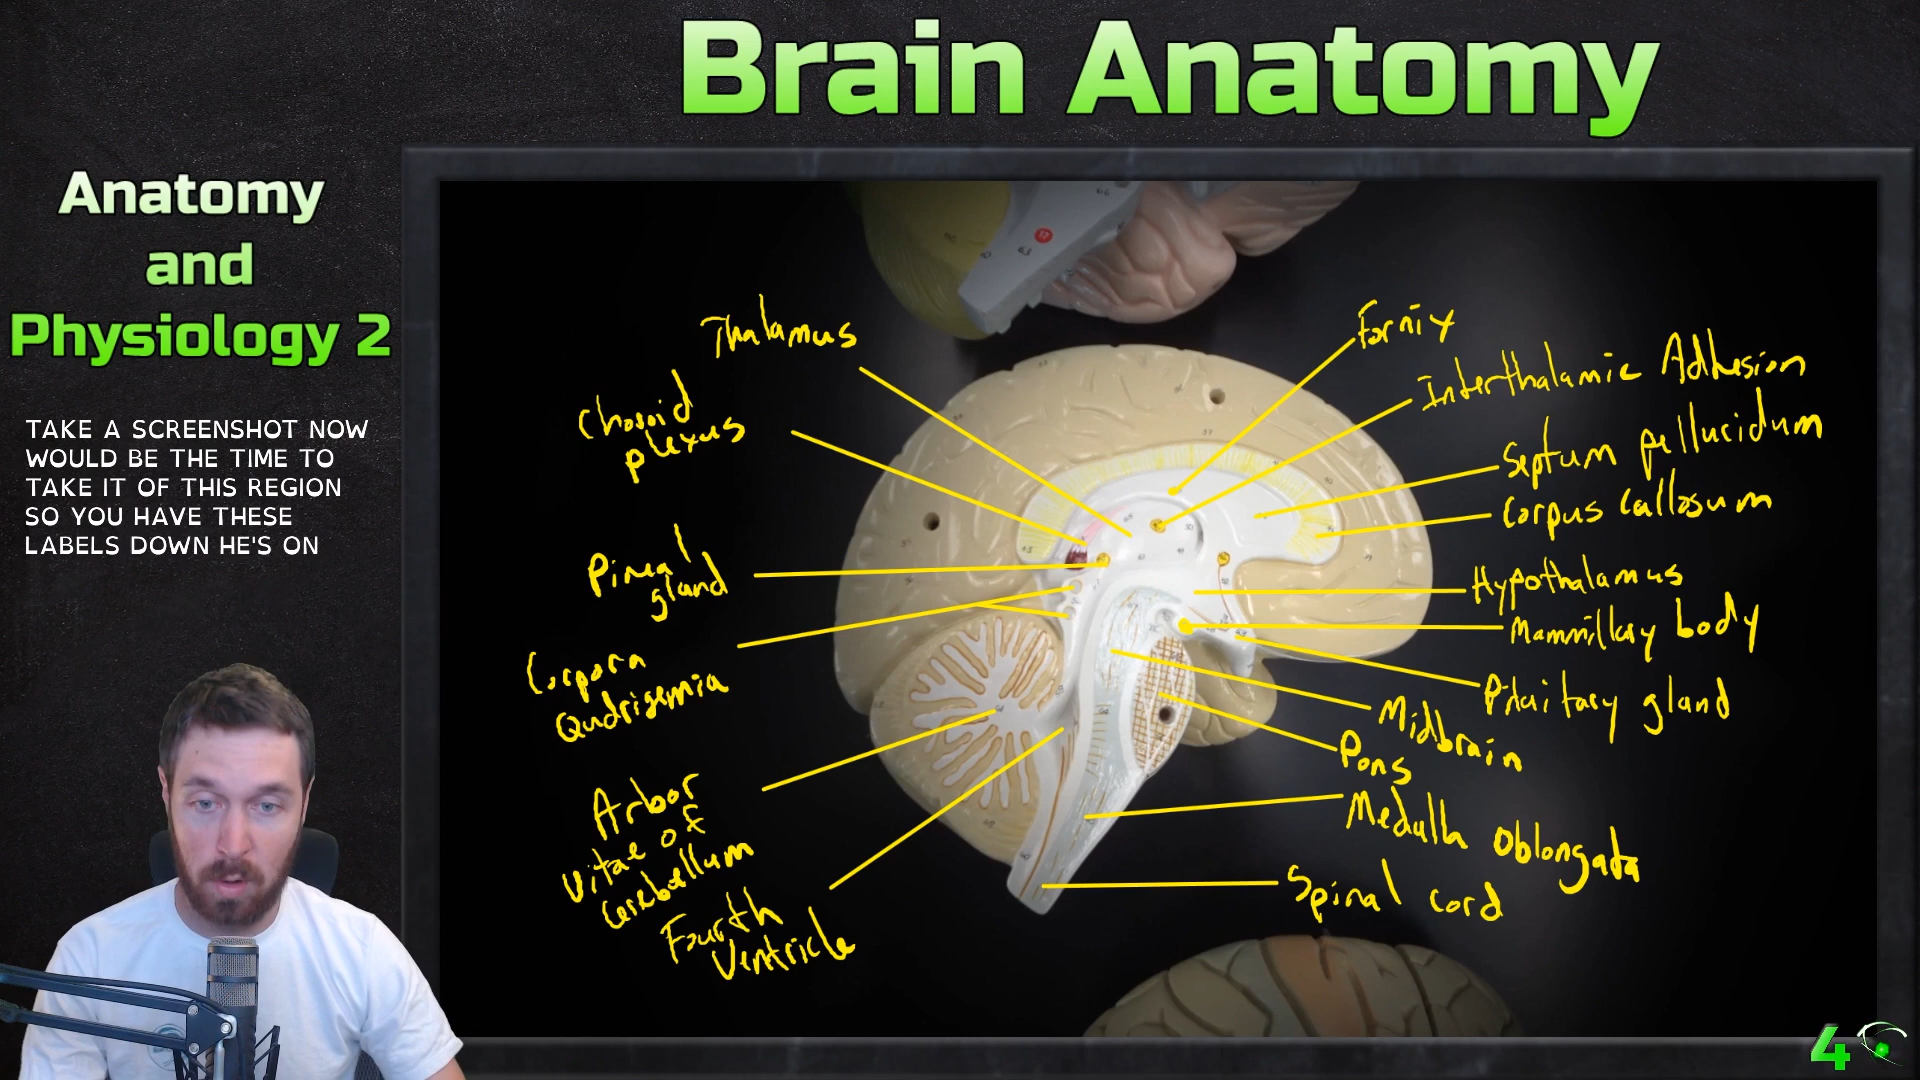 Brain Anatomy
Anatomy
and
Physiology 2
TAKE A SCREENSHOT NOW
WOULD BE THE TIME TO
TAKE IT OF THIS REGION
SO YOU HAVE THESE
LABELS DOWN HE'S ON
Thalamus
Choroid
plexus
Pineal
gland
Corpora
Quadrigemia
Arbor
vitae of
Cerebellum
Fourth
Ventricle
Fornix
Interthalamic Adhesion
Septum pellucidum
Corpus callosum
Hypothalamus
Mammillary body
Pituitary gland
Midbrain
Pons
Medulla oblongata
Spinal cord
4